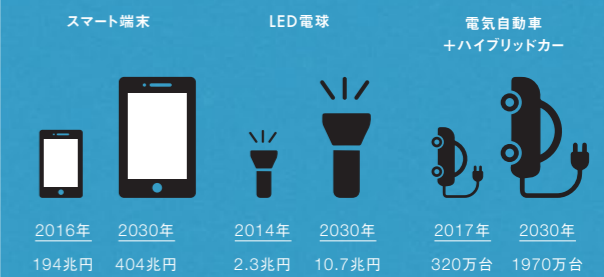 スマート端末
LED電球
電気自動車
＋ハイブリッドカー
2016年
2030年
2014年
2030年
2017年
2030年
194兆円
404兆円
2.3兆円
10.7兆円
320万台
1970万台